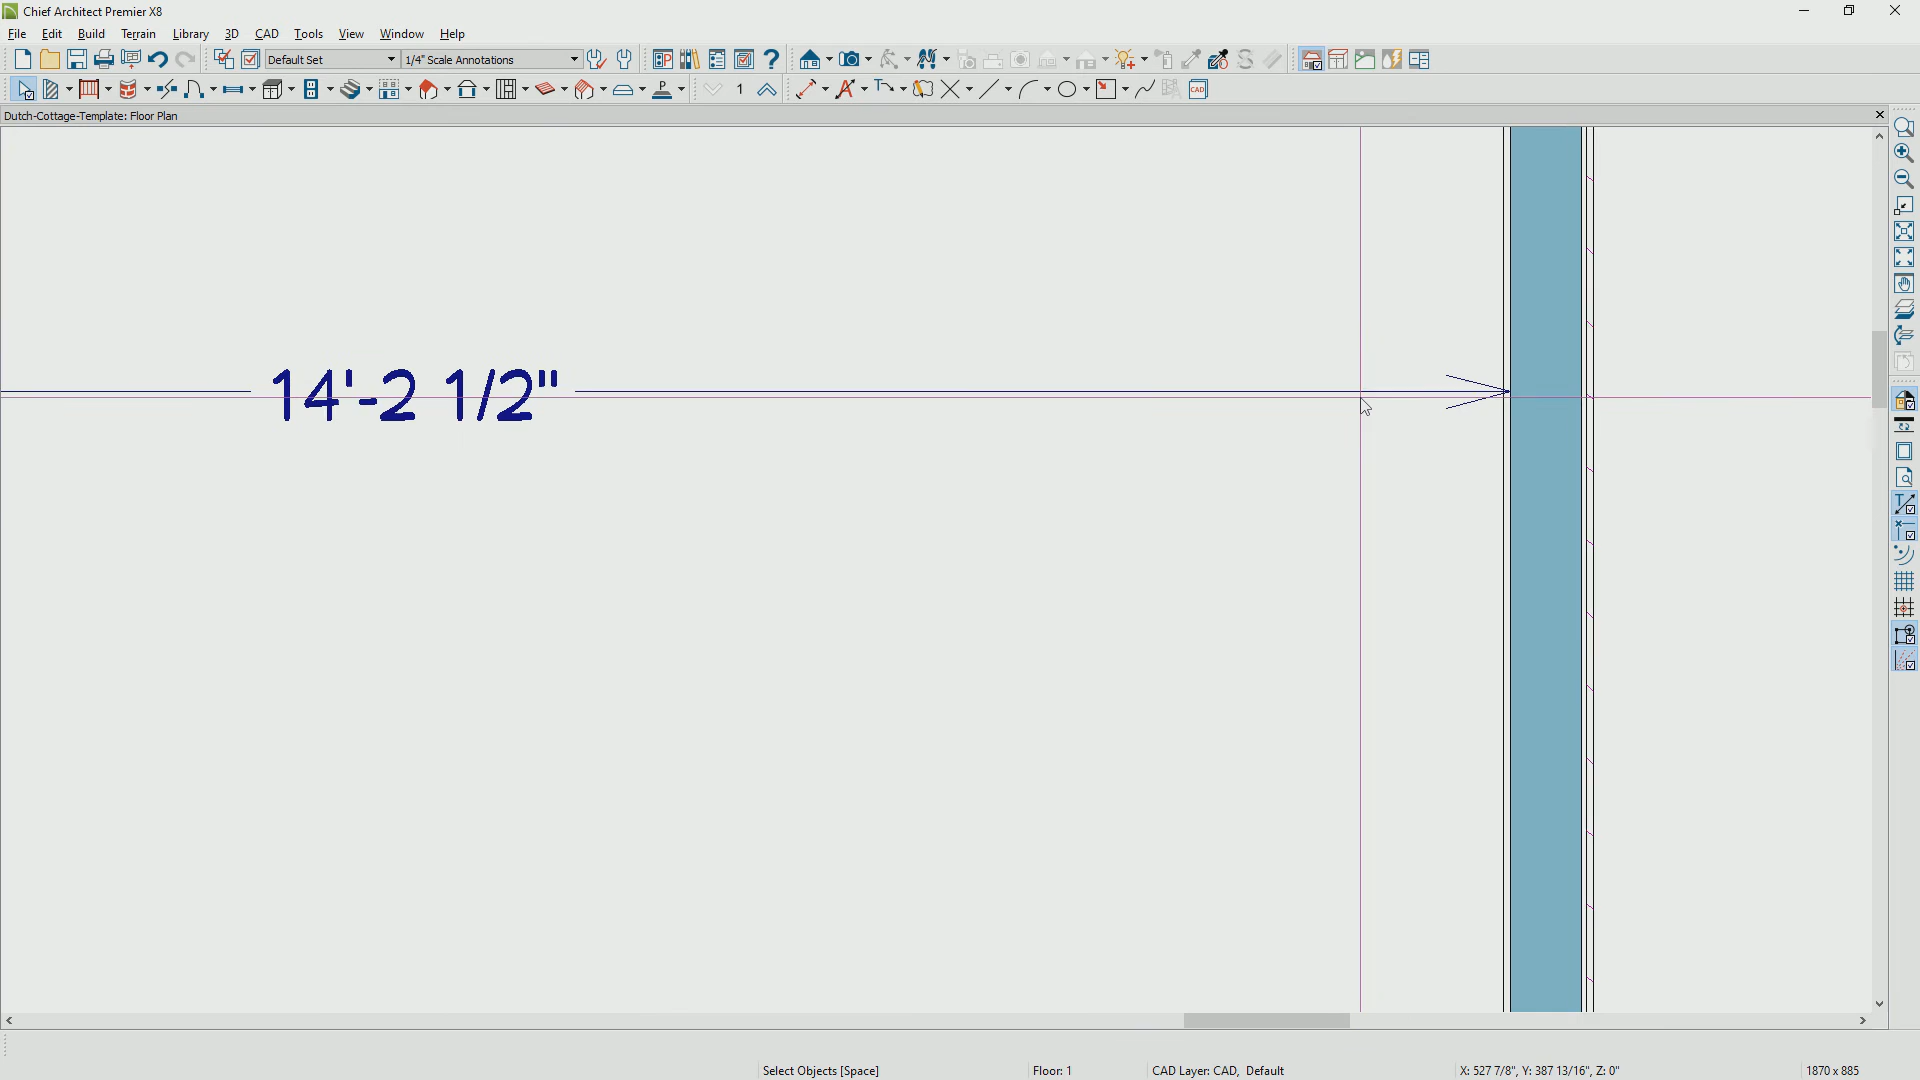 Chief Architect Premier X8
File Edit Build Terrain Library 3D CAD Tools View Window Help
Default Set 1/4" Scale Annotations
P
P 1 CAD
Dutch-Cottage-Template: Floor Plan
14'-2 1/2"
Select Objects [Space] Floor: 1 CAD Layer: CAD, Default X: 527 7/8", Y: 387 13/16", Z: 0" 1870 x 885